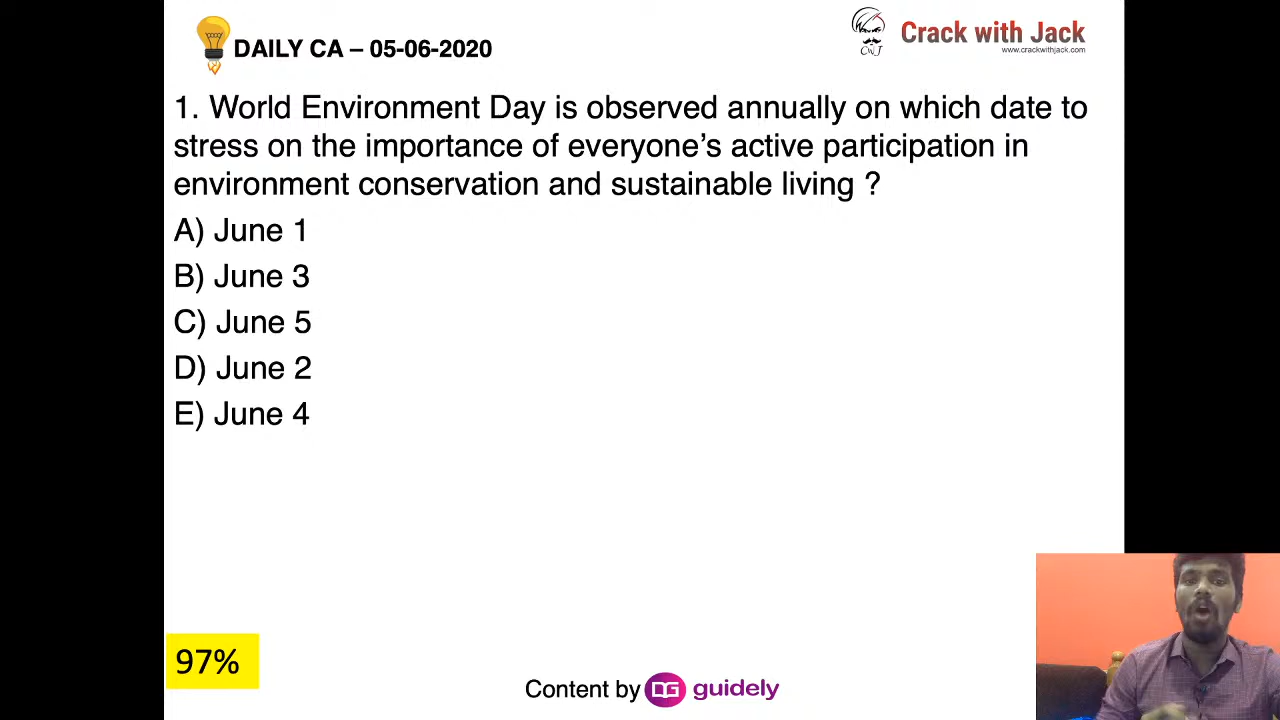 DAILY CA – 05-06-2020
CWJ
Crack with Jack
www.crackwithjack.com
1. World Environment Day is observed annually on which date to
stress on the importance of everyone’s active participation in
environment conservation and sustainable living ?
A) June 1
B) June 3
C) June 5
D) June 2
E) June 4
97%
Content by DG guidely